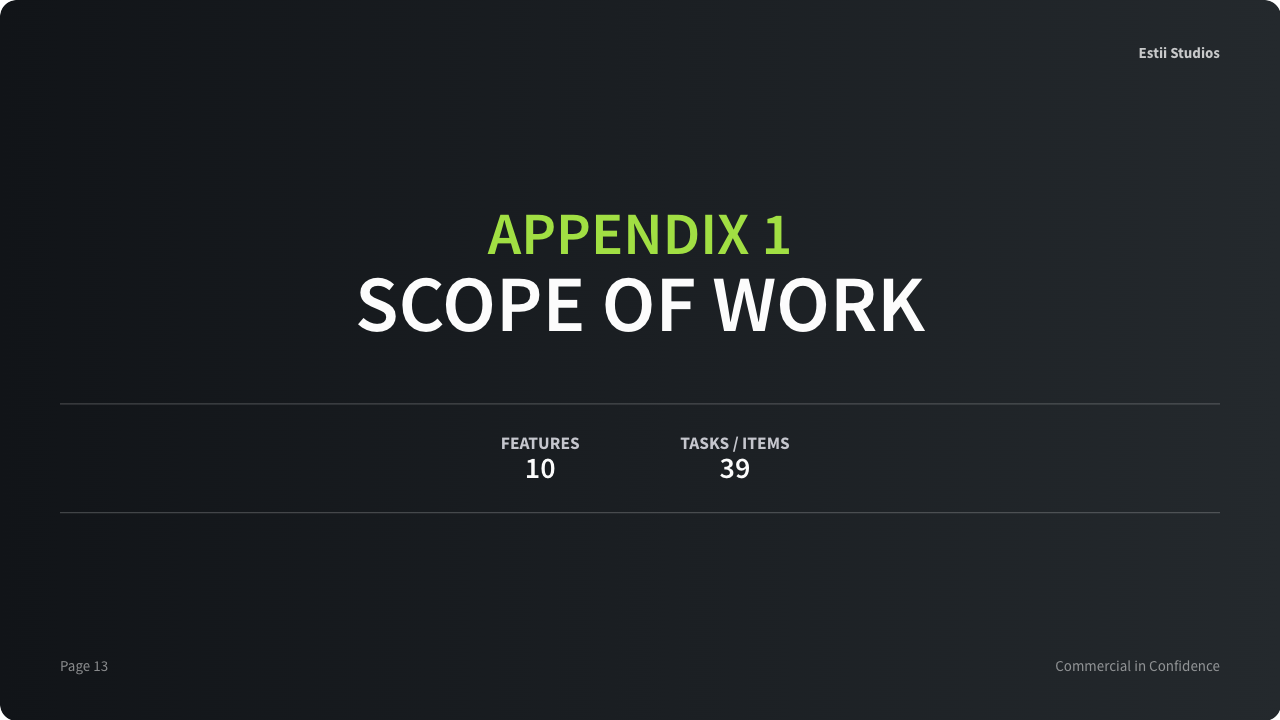 Estii Studios
APPENDIX 1
SCOPE OF WORK
FEATURES
10
TASKS / ITEMS
39
Page 13
Commercial in Confidence